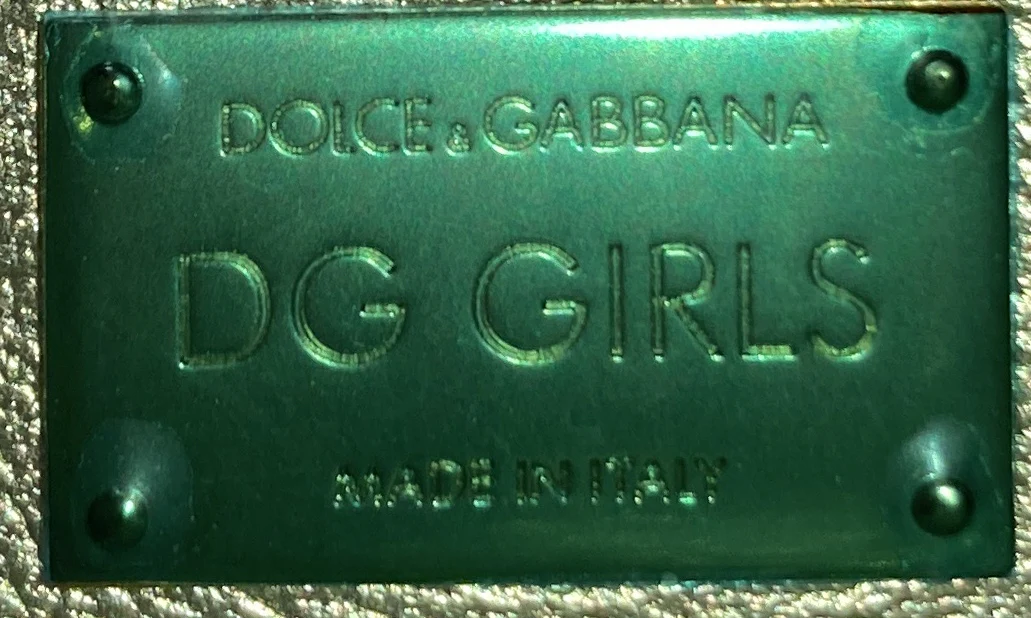 DOLCE & GABBANA
DG GIRLS
MADE IN ITALY